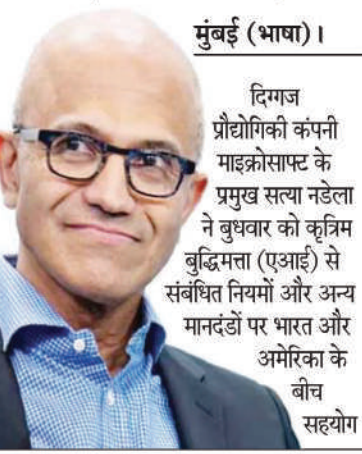 मुंबई (भाषा)।
दिग्गज
प्रौद्योगिकी कंपनी
माइक्रोसाफ्ट के
प्रमुख सत्या नडेला
ने बुधवार को कृत्रिम
बुद्धिमत्ता (एआई) से
संबंधित नियमों और अन्य
मानदंडों पर भारत और
अमेरिका के
बीच
सहयोग